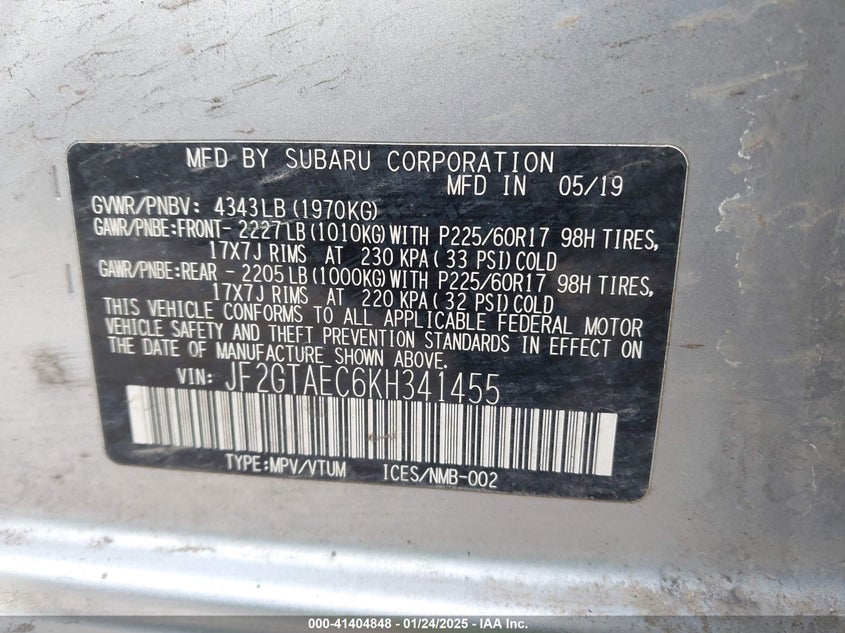 MFD BY SUBARU CORPORATION
MFD IN 05/19
GVWR/PNBV: 4343LB(1970KG)
GAWR/PNBE:FRONT- 2227LB(1010KG)WITH P225/60R17 98H TIRES,
17X7J RIMS AT 230 KPA( 33 PSI)COLD
GAWR/PNBE:REAR - 2205LB(1000KG)WITH P225/60R17 98H TIRES,
17X7J RIMS AT 220 KPA( 32 PSI)COLD
THIS VEHICLE CONFORMS TO ALL APPLICABLE FEDERAL MOTOR
VEHICLE SAFETY AND THEFT PREVENTION STANDARDS IN EFFECT ON
THE DATE OF MANUFACTURE SHOWN ABOVE.
VIN: JF2GTAEC6KH341455
TYPE:MPV/VTUM ICES/NMB-002
000-41404848 - 01/24/2025 - IAA Inc.